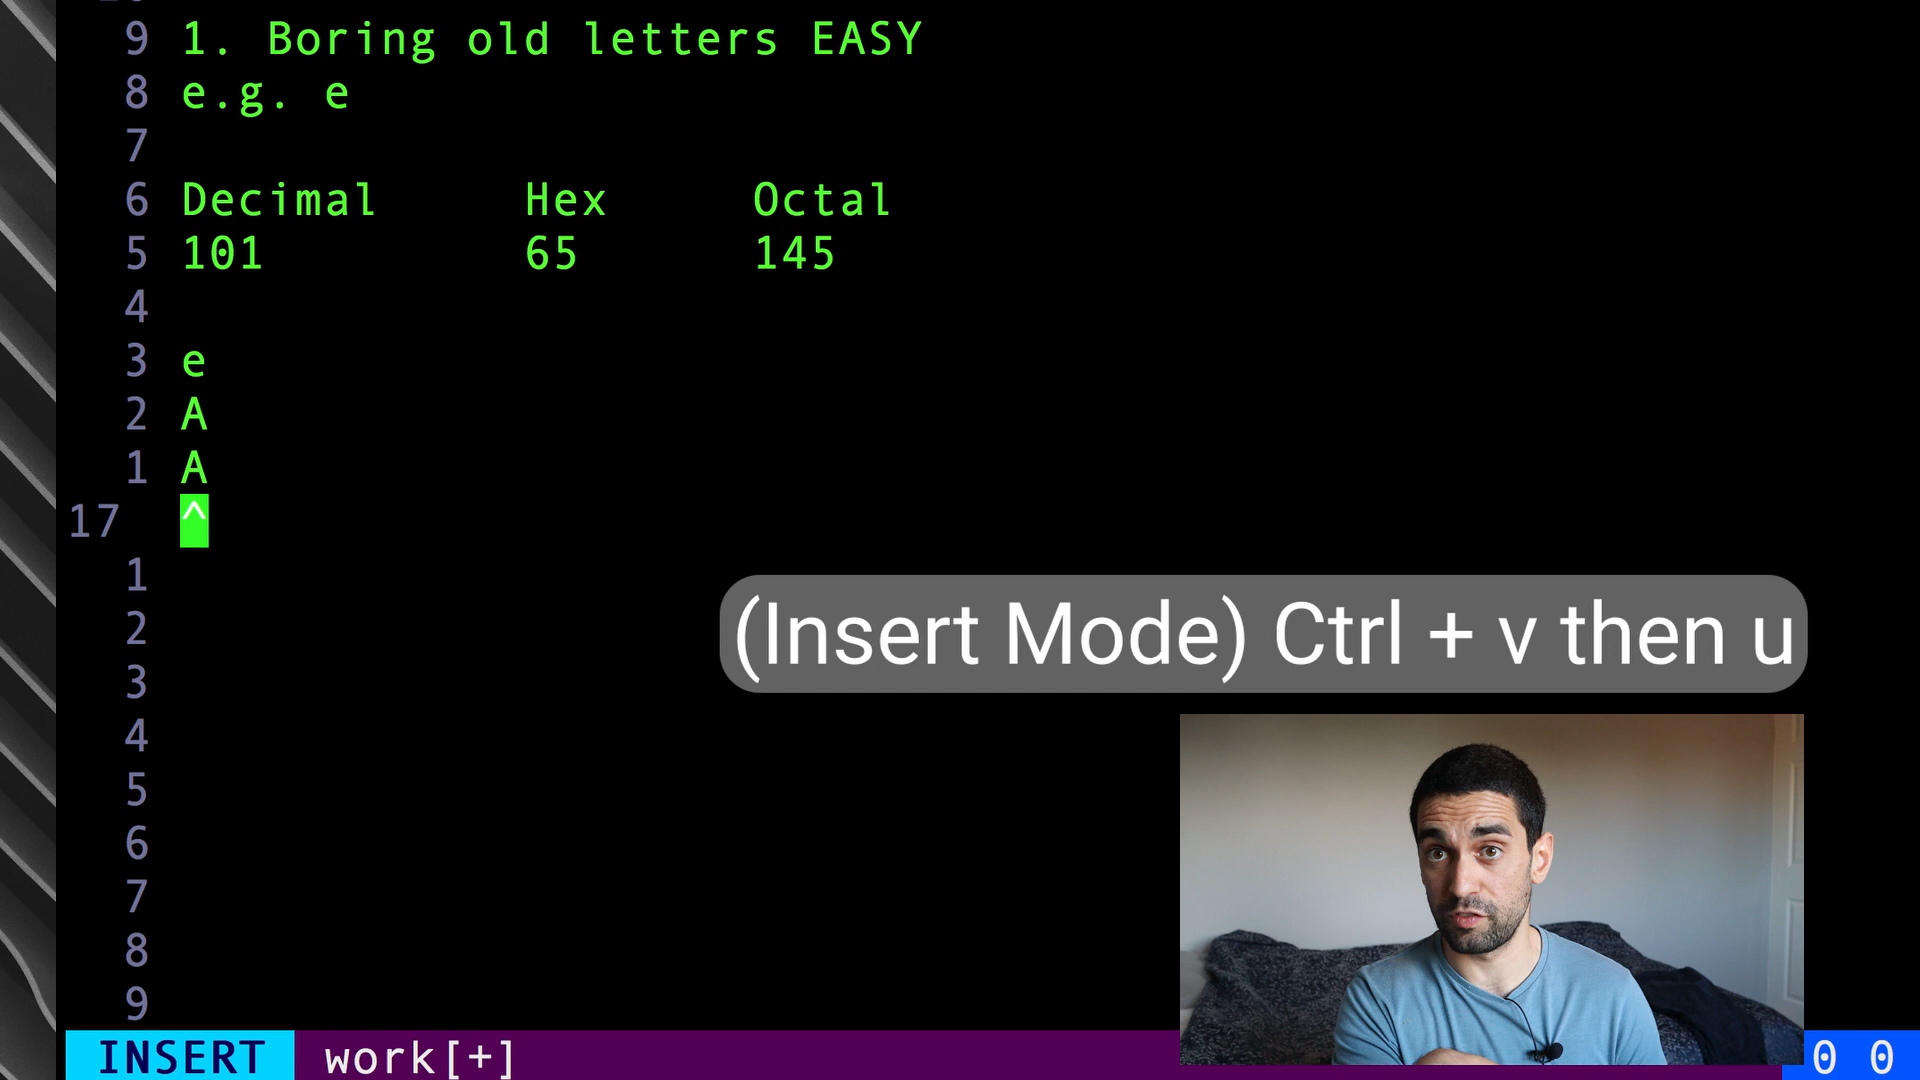 9 1. Boring old letters EASY
8 e.g. e
7
6 Decimal Hex Octal
5 101 65 145
4
3 e
2 A
1 A
17 ^
1
2
(Insert Mode) Ctrl + v then u
3
4
5
6
7
8
9
INSERT work[+] 0 0